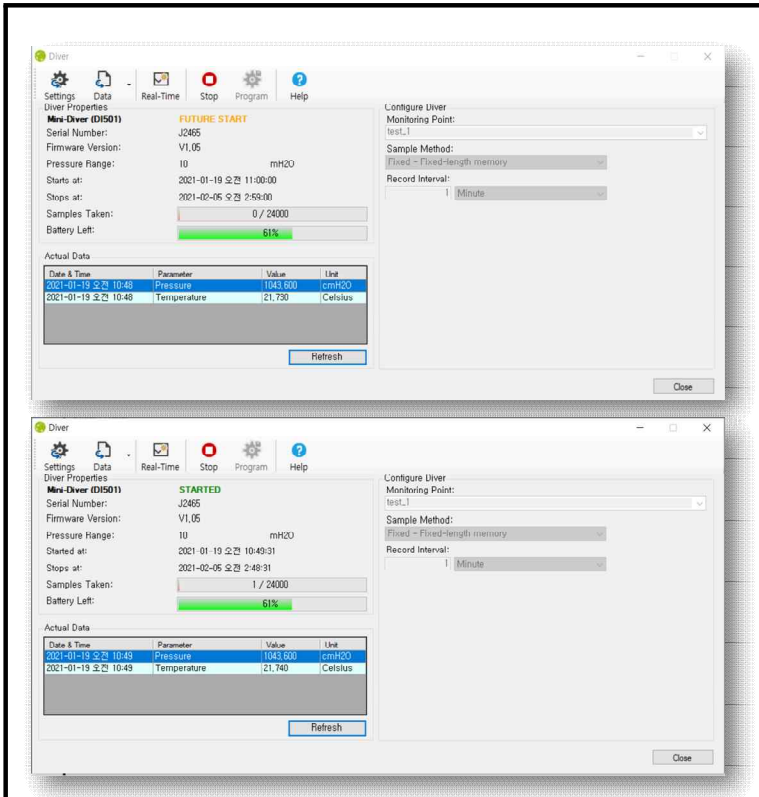 Diver
Settings Data Real-Time Stop Program Help
Diver Properties
Mini-Diver (DI501) FUTURE START
Serial Number: J2465
Firmware Version: V1,05
Pressure Range: 10 mH2O
Starts at: 2021-01-19 오전 11:00:00
Stops at: 2021-02-05 오전 2:59:00
Samples Taken: 0 / 24000
Battery Left: 61%
Configure Diver
Monitoring Point:
test_1
Sample Method:
Fixed - Fixed-length memory
Record Interval:
1 Minute
Actual Data
Date & Time Parameter Value Unit
2021-01-19 오전 10:48 Pressure 1043,600 cmH2O
2021-01-19 오전 10:48 Temperature 21,730 Celsius
Refresh
Close
Diver
Settings Data Real-Time Stop Program Help
Diver Properties
Mini-Diver (DI501) STARTED
Serial Number: J2465
Firmware Version: V1,05
Pressure Range: 10 mH2O
Started at: 2021-01-19 오전 10:49:31
Stops at: 2021-02-05 오전 2:48:31
Samples Taken: 1 / 24000
Battery Left: 61%
Configure Diver
Monitoring Point:
test_1
Sample Method:
Fixed - Fixed-length memory
Record Interval:
1 Minute
Actual Data
Date & Time Parameter Value Unit
2021-01-19 오전 10:49 Pressure 1043,600 cmH2O
2021-01-19 오전 10:49 Temperature 21,740 Celsius
Refresh
Close